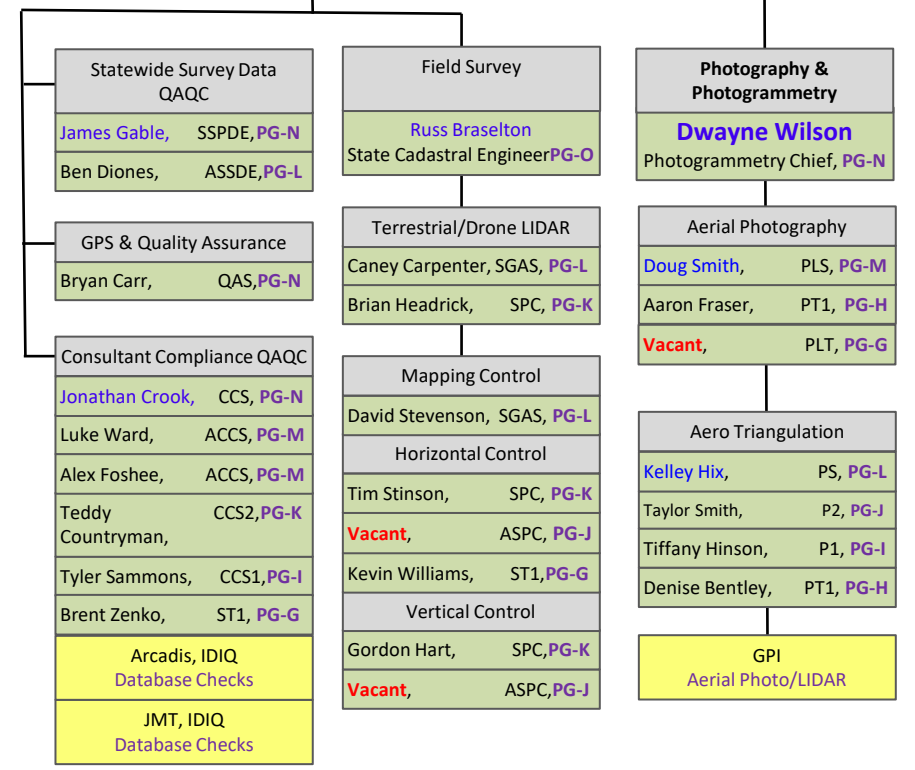 Statewide Survey Data
QAQC
James Gable, SSPDE,PG-N
Ben Diones, ASSDE,PG-L
GPS & Quality Assurance
Bryan Carr, QAS,PG-N
Consultant Compliance QAQC
Jonathan Crook, CCS, PG-N
Luke Ward, ACCS, PG-M
Alex Foshee, ACCS,PG-M
Teddy CCS2,PG-K
Countryman,
Tyler Sammons, CCS1,PG-I
Brent Zenko, ST1, PG-G
Arcadis, IDIQ
Database Checks
JMT, IDIQ
Database Checks
Field Survey
Russ Braselton
State Cadastral EngineerPG-O
Terrestrial/Drone LIDAR
Caney Carpenter, SGAS, PG-L
Brian Headrick, SPC, PG-K
Mapping Control
David Stevenson, SGAS, PG-L
Horizontal Control
Tim Stinson, SPC, PG-K
Vacant, ASPC, PG-J
Kevin Williams, ST1,PG-G
Vertical Control
Gordon Hart, SPC,PG-K
Vacant, ASPC,PG-J
Photography &
Photogrammetry
Dwayne Wilson
Photogrammetry Chief, PG-N
Aerial Photography
Doug Smith, PLS, PG-M
Aaron Fraser, PT1, PG-H
Vacant, PLT, PG-G
Aero Triangulation
Kelley Hix, PS, PG-L
Taylor Smith, P2, PG-J
Tiffany Hinson, P1, PG-I
Denise Bentley, PT1, PG-H
GPI
Aerial Photo/LIDAR